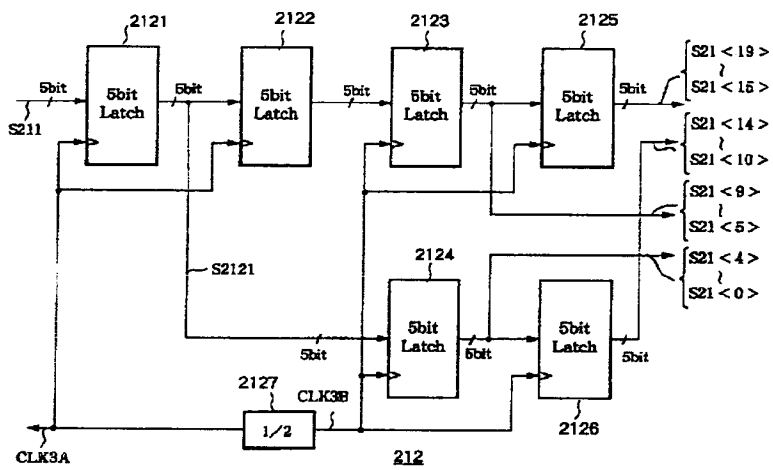 2121
2122
2123
2125
5bit
5bit
Latch
5bit
5bit
Latch
5bit
5bit
Latch
5bit
5bit
Latch
5bit
S211
S21 <19>
~
S21 <15>
S21 <14>
~
S21 <10>
S21 <9>
~
S21 <5>
S21 <4>
~
S21 <0>
S2121
2124
5bit
5bit
Latch
5bit
5bit
Latch
5bit
2126
2127
1/2
CLK3B
CLK3A
212